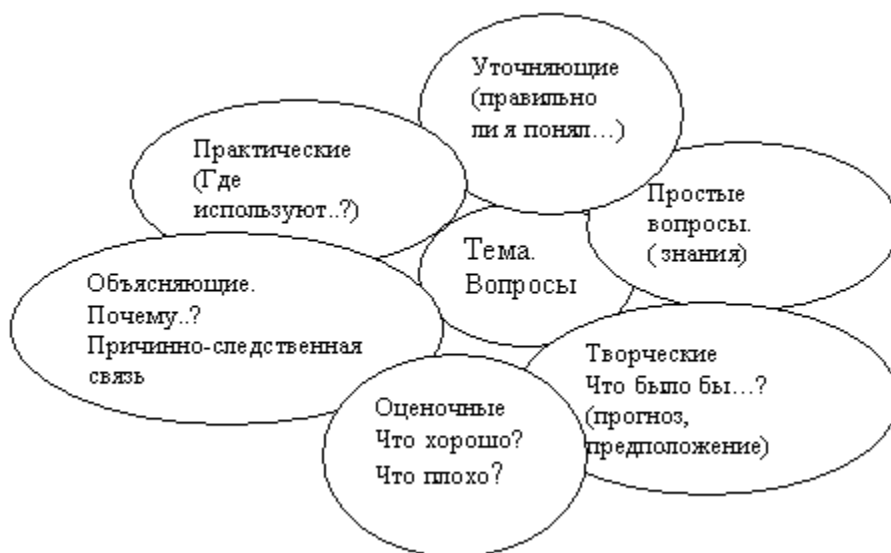 Уточняющие
(правильно
ли я понял...)
Практические
(Где
используют..?)
Простые
вопросы.
( знания)
Тема.
Вопросы
Объясняющие.
Почему..?
Причинно-следственная
связь
Творческие
Что было бы...?
(прогноз,
предположение)
Оценочные
Что хорошо?
Что плохо?